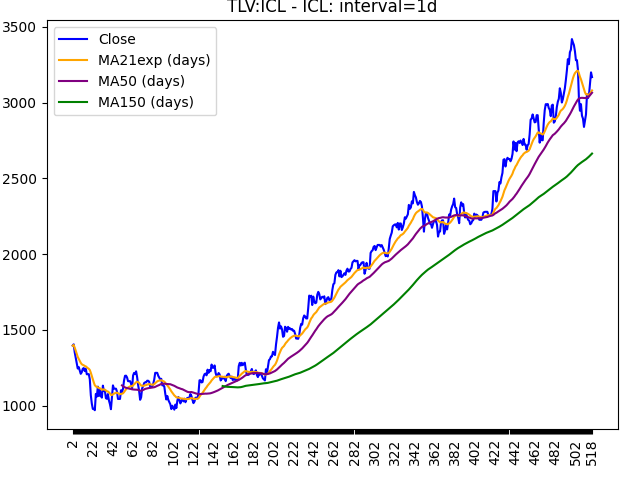 TLV:ICL - ICL: interval=1d
Close
MA21exp (days)
MA50 (days)
MA150 (days)
3500
3000
2500
2000
1500
1000
2 22 42 62 82 102 122 142 162 182 202 222 242 262 282 302 322 342 362 382 402 422 442 462 482 502 518